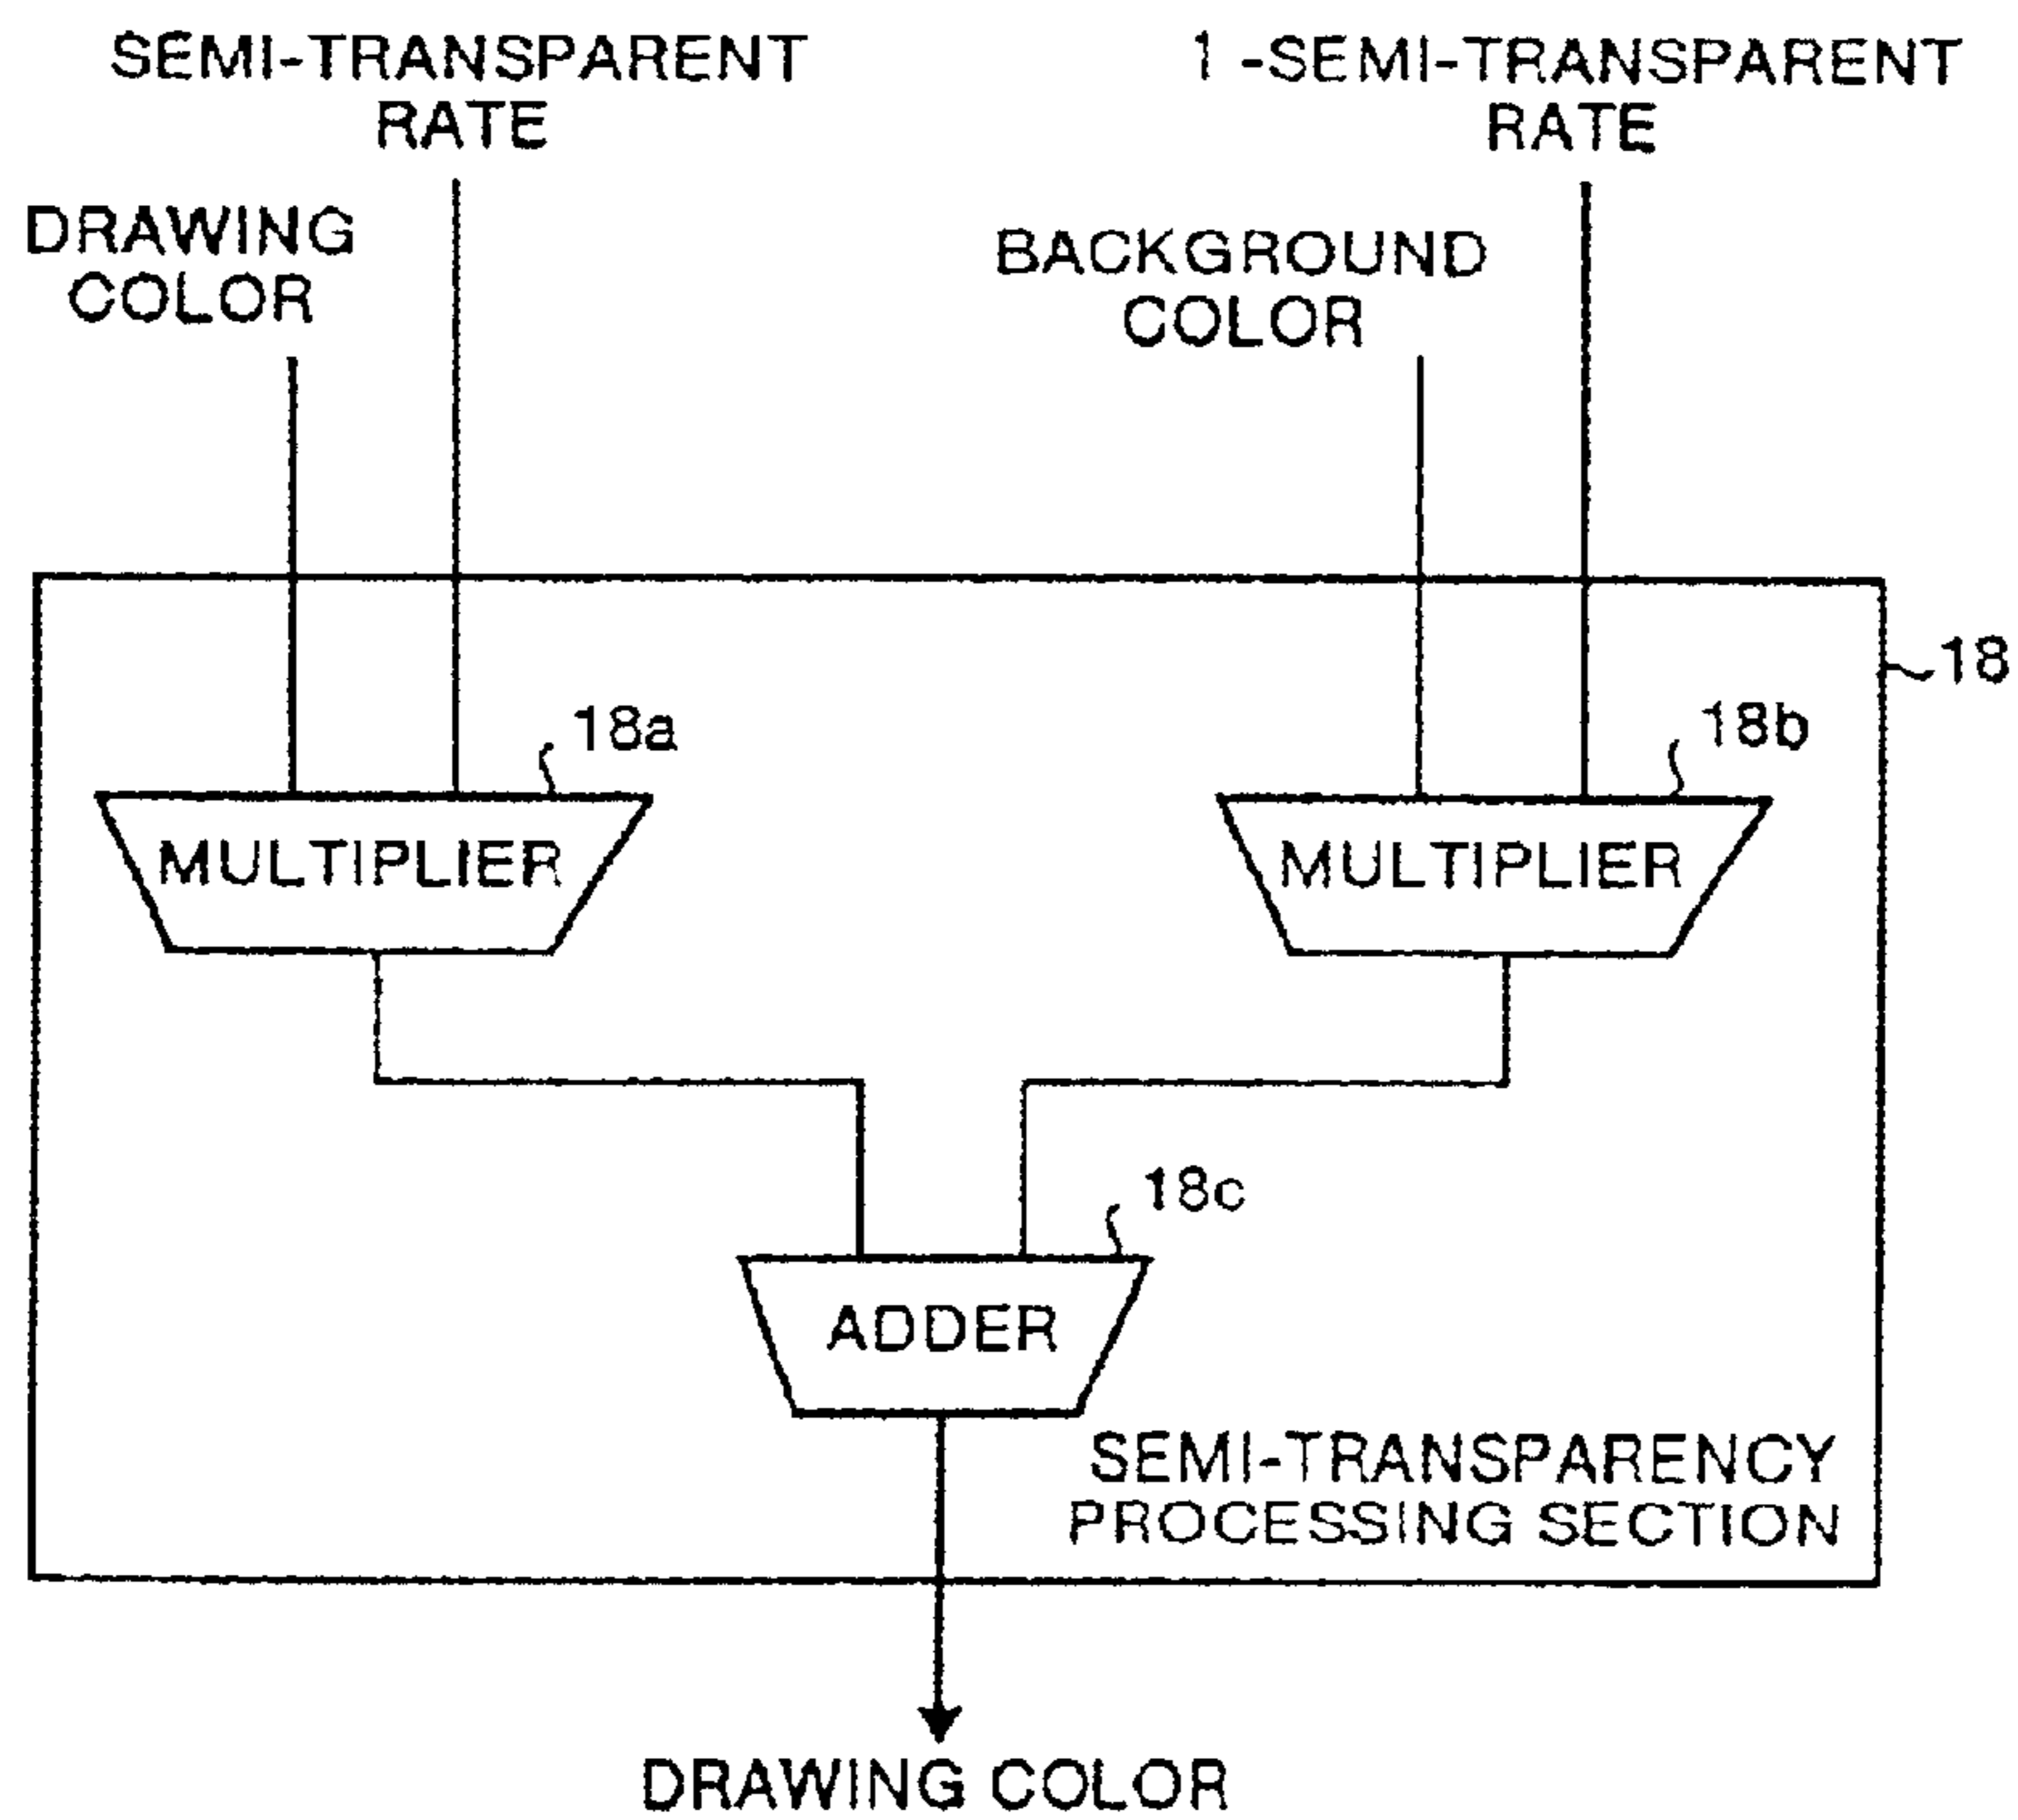 SEMI-TRANSPARENT
RATE
1 -SEMI-TRANSPARENT
RATE
DRAWING
COLOR
BACKGROUND
COLOR
18
18a
18b
MULTIPLIER
MULTIPLIER
18c
ADDER
SEMI-TRANSPARENCY
PROCESSING SECTION
DRAWING COLOR